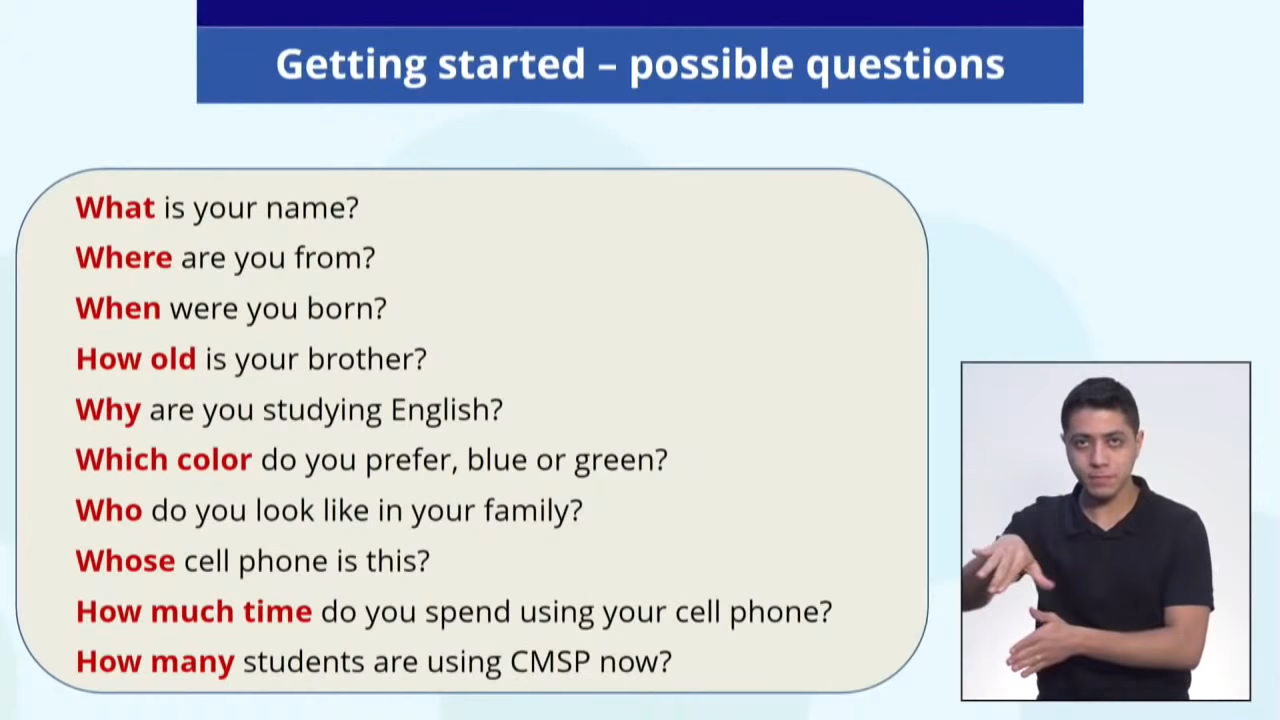 Getting started – possible questions
What is your name?
Where are you from?
When were you born?
How old is your brother?
Why are you studying English?
Which color do you prefer, blue or green?
Who do you look like in your family?
Whose cell phone is this?
How much time do you spend using your cell phone?
How many students are using CMSP now?